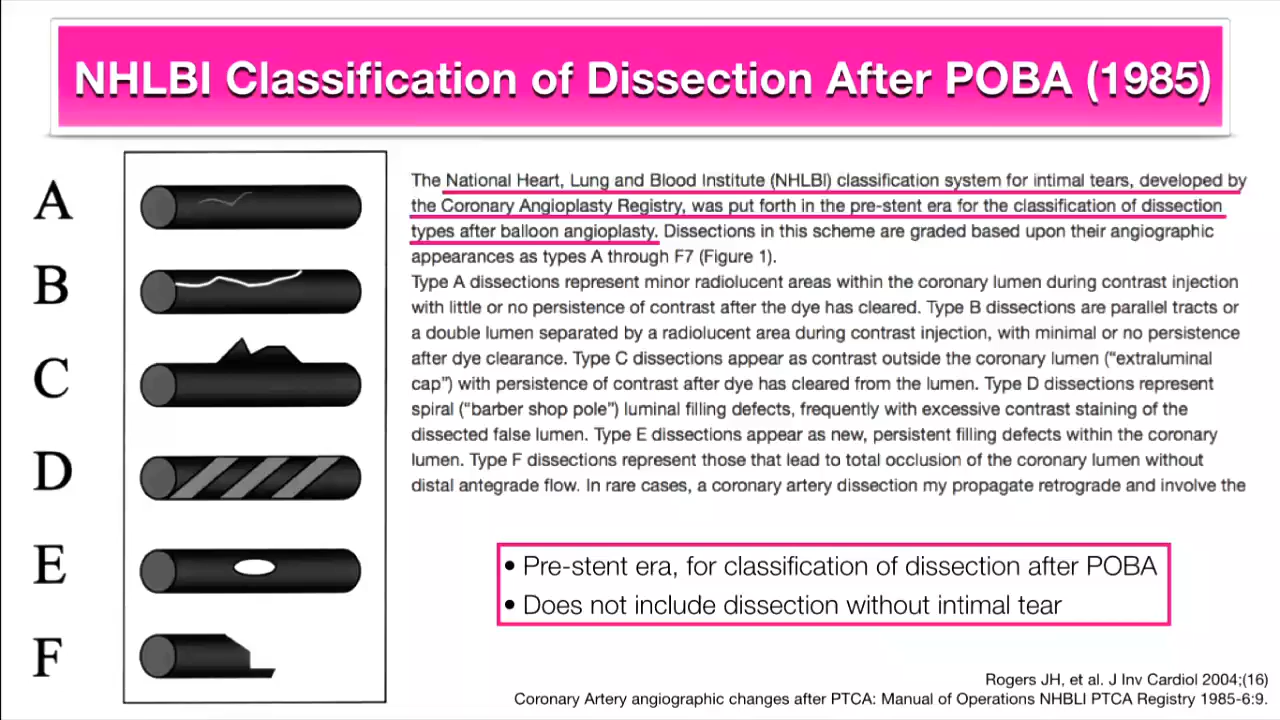 NHLBI Classification of Dissection After POBA (1985)
A
B
C
D
E
F
The National Heart, Lung and Blood Institute (NHLBI) classification system for intimal tears, developed by
the Coronary Angioplasty Registry, was put forth in the pre-stent era for the classification of dissection
types after balloon angioplasty. Dissections in this scheme are graded based upon their angiographic
appearances as types A through F7 (Figure 1).
Type A dissections represent minor radiolucent areas within the coronary lumen during contrast injection
with little or no persistence of contrast after the dye has cleared. Type B dissections are parallel tracts or
a double lumen separated by a radiolucent area during contrast injection, with minimal or no persistence
after dye clearance. Type C dissections appear as contrast outside the coronary lumen (“extraluminal
cap”) with persistence of contrast after dye has cleared from the lumen. Type D dissections represent
spiral (“barber shop pole”) luminal filling defects, frequently with excessive contrast staining of the
dissected false lumen. Type E dissections appear as new, persistent filling defects within the coronary
lumen. Type F dissections represent those that lead to total occlusion of the coronary lumen without
distal antegrade flow. In rare cases, a coronary artery dissection my propagate retrograde and involve the
• Pre-stent era, for classification of dissection after POBA
• Does not include dissection without intimal tear
Rogers JH, et al. J Inv Cardiol 2004;(16)
Coronary Artery angiographic changes after PTCA: Manual of Operations NHBLI PTCA Registry 1985-6:9.